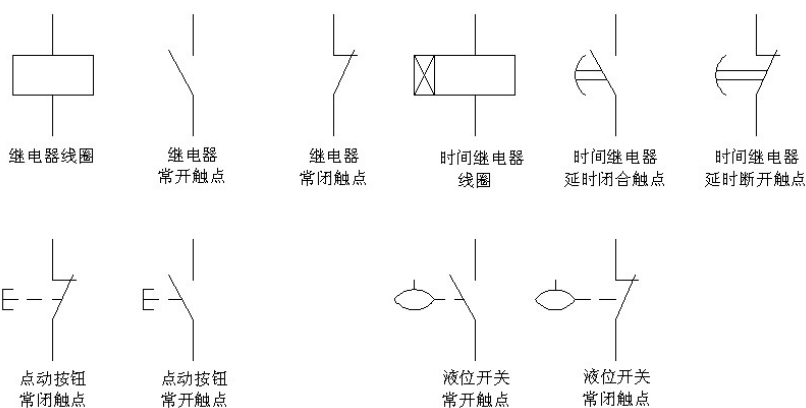 继电器线圈
继电器
常开触点
继电器
常闭触点
时间继电器
线圈
时间继电器
延时闭合触点
时间继电器
延时断开触点
点动按钮
常闭触点
点动按钮
常开触点
液位开关
常开触点
液位开关
常闭触点